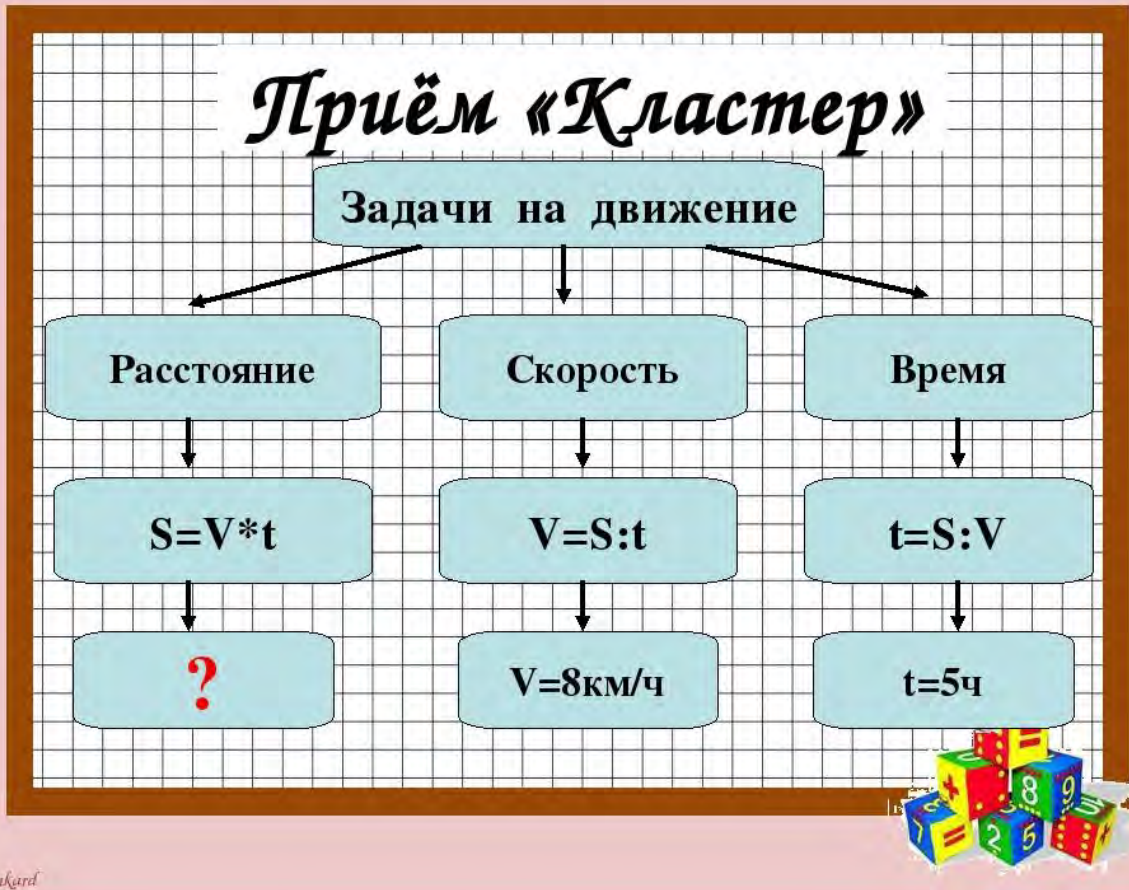 Приём «Кластер»
Задачи на движение
Расстояние
Скорость
Время
S=V*t
V=S:t
t=S:V
?
V=8км/ч
t=5ч